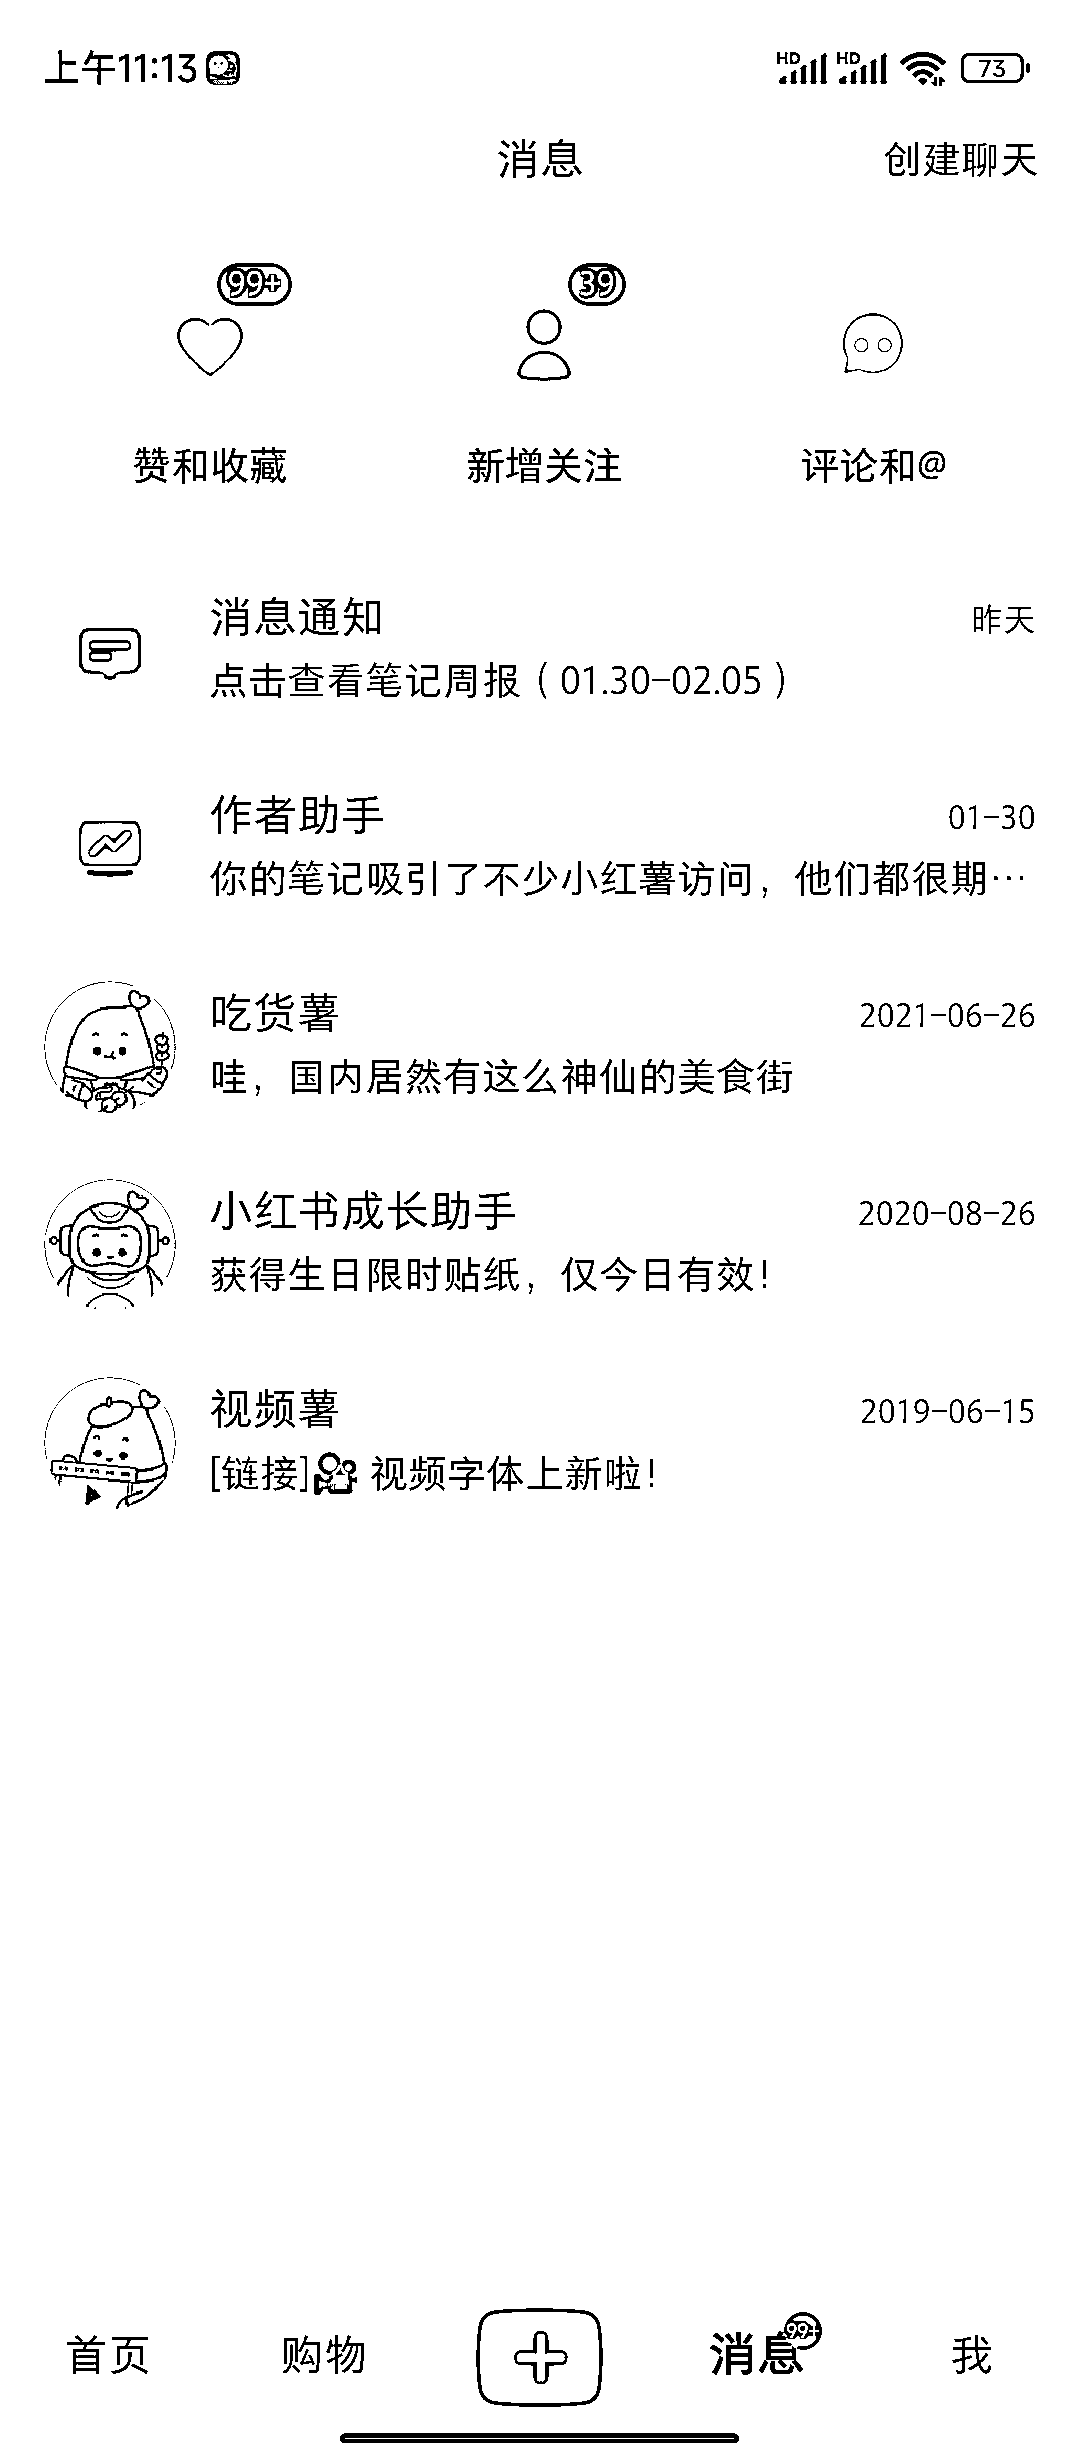 上午11:13
HD HD 73
消息
创建聊天
99+ 39
赞和收藏 新增关注 评论和@
消息通知 昨天
点击查看笔记周报（01.30-02.05）
作者助手 01-30
你的笔记吸引了不少小红薯访问，他们都很期…
吃货薯 2021-06-26
哇，国内居然有这么神仙的美食街
小红书成长助手 2020-08-26
获得生日限时贴纸，仅今日有效！
视频薯 2019-06-15
[链接]🎥 视频字体上新啦！
99+
首页 购物 消息 我